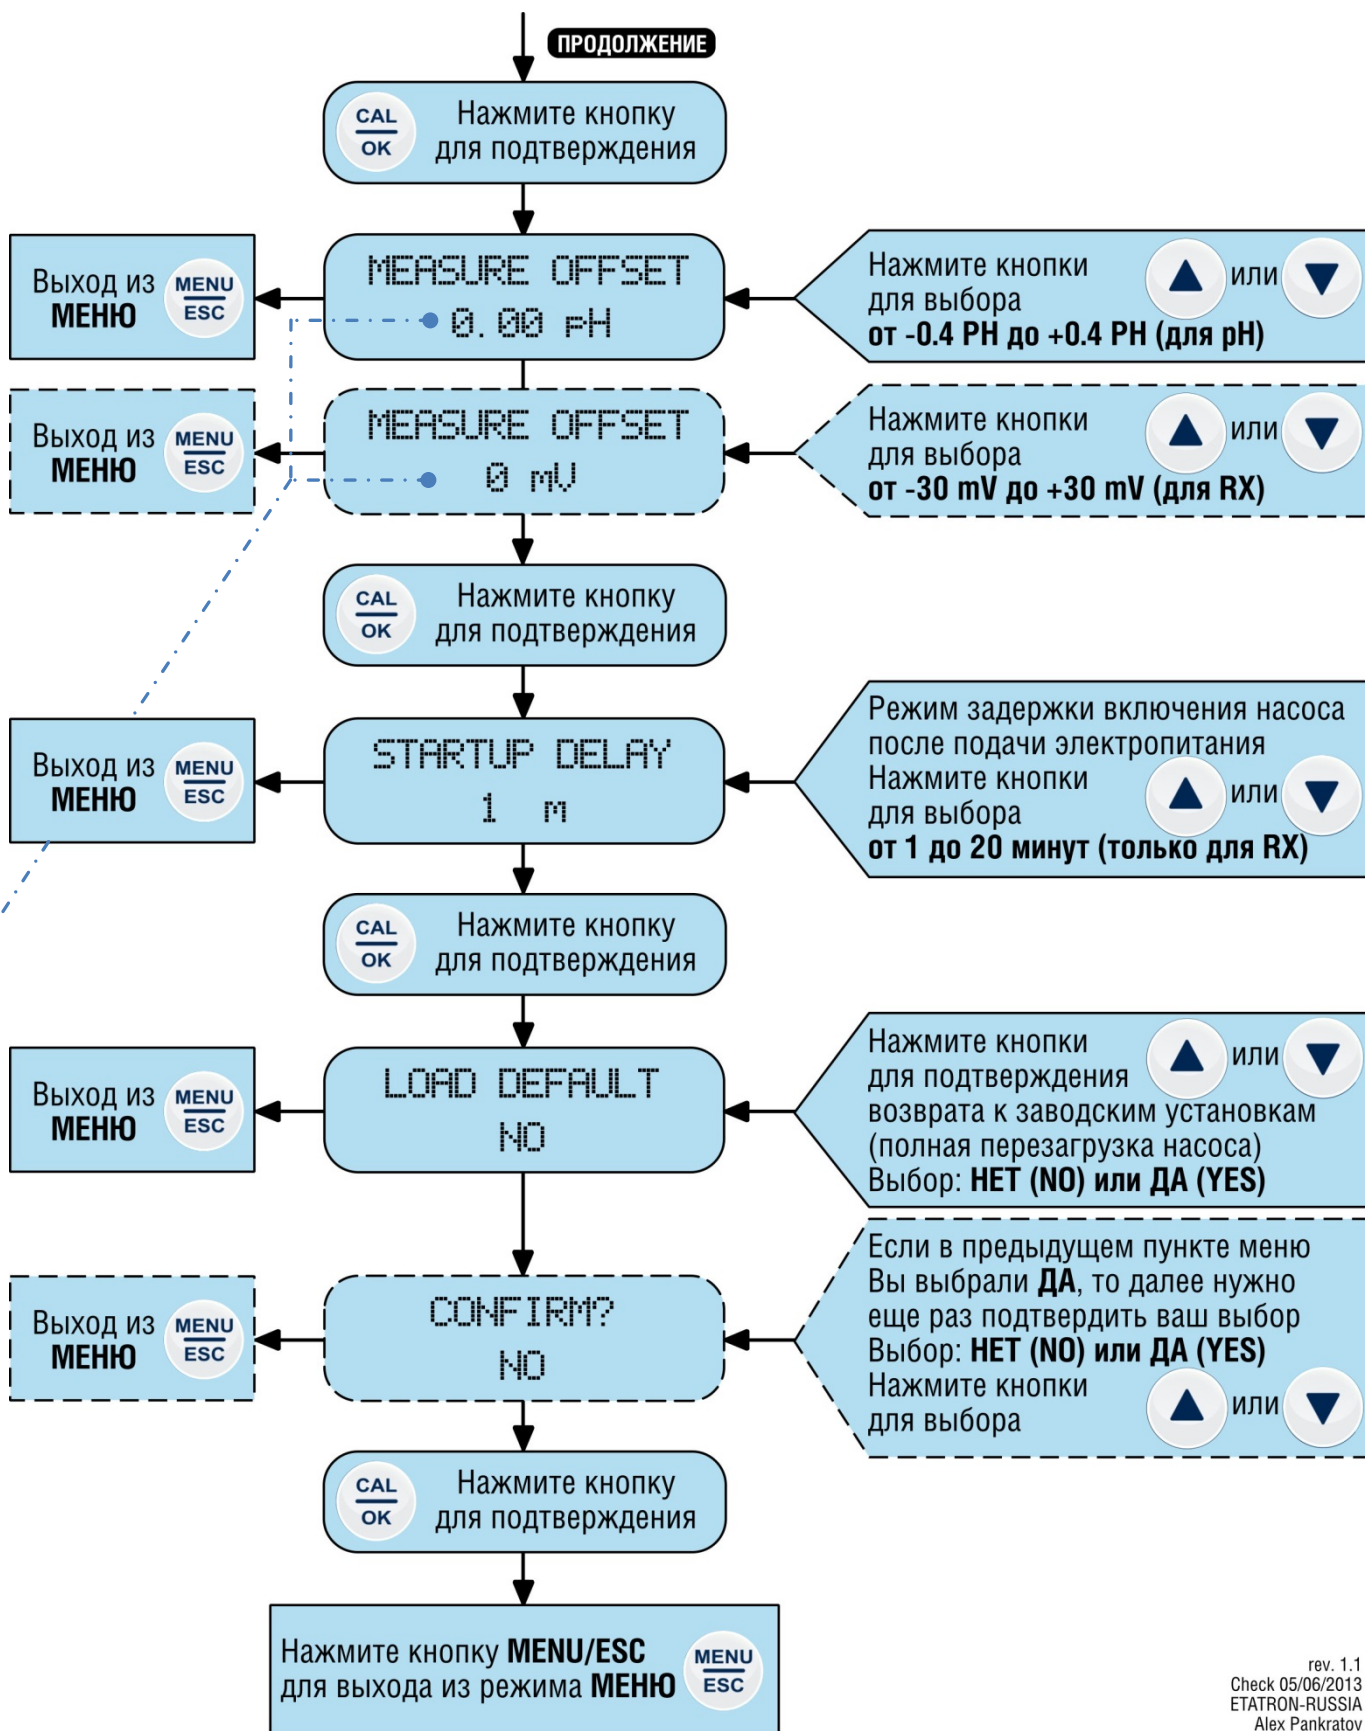 ПРОДОЛЖЕНИЕ
CAL
OK
Нажмите кнопку
для подтверждения
Выход из
МЕНЮ
MENU
ESC
MEASURE OFFSET
0.00 pH
Нажмите кнопки
для выбора
или
от -0.4 PH до +0.4 PH (для pH)
Выход из
МЕНЮ
MENU
ESC
MEASURE OFFSET
0 mV
Нажмите кнопки
для выбора
или
от -30 mV до +30 mV (для RX)
CAL
OK
Нажмите кнопку
для подтверждения
Выход из
МЕНЮ
MENU
ESC
STARTUP DELAY
1 m
Режим задержки включения насоса
после подачи электропитания
Нажмите кнопки
для выбора
или
от 1 до 20 минут (только для RX)
CAL
OK
Нажмите кнопку
для подтверждения
Выход из
МЕНЮ
MENU
ESC
LOAD DEFAULT
NO
Нажмите кнопки
для подтверждения
или
возврата к заводским установкам
(полная перезагрузка насоса)
Выбор: НЕТ (NO) или ДА (YES)
Выход из
МЕНЮ
MENU
ESC
CONFIRM?
NO
Если в предыдущем пункте меню
Вы выбрали ДА, то далее нужно
еще раз подтвердить ваш выбор
Выбор: НЕТ (NO) или ДА (YES)
Нажмите кнопки
для выбора
или
CAL
OK
Нажмите кнопку
для подтверждения
Нажмите кнопку MENU/ESC
для выхода из режима МЕНЮ
MENU
ESC
rev. 1.1
Check 05/06/2013
ETATRON-RUSSIA
Alex Pankratov